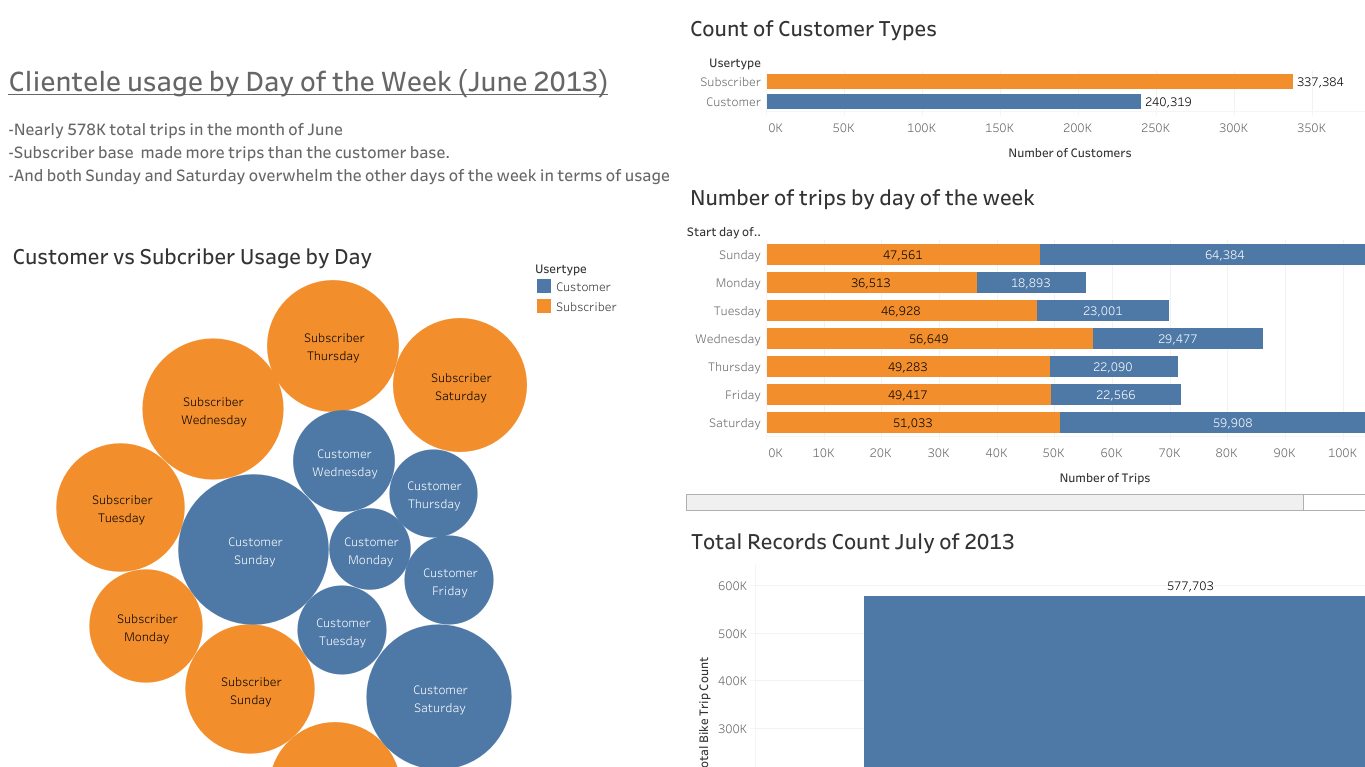 Clientele usage by Day of the Week (June 2013)
-Nearly 578K total trips in the month of June
-Subscriber base  made more trips than the customer base.
-And both Sunday and Saturday overwhelm the other days of the week in terms of usage
Customer vs Subcriber Usage by Day
Usertype
Customer
Subscriber
Subscriber
Thursday
Subscriber
Saturday
Subscriber
Wednesday
Customer
Wednesday
Customer
Thursday
Subscriber
Tuesday
Customer
Sunday
Customer
Monday
Customer
Friday
Subscriber
Monday
Customer
Tuesday
Subscriber
Sunday
Customer
Saturday
Count of Customer Types
Usertype
Subscriber 337,384
Customer 240,319
0K 50K 100K 150K 200K 250K 300K 350K
Number of Customers
Number of trips by day of the week
Start day of..
Sunday 47,561 64,384
Monday 36,513 18,893
Tuesday 46,928 23,001
Wednesday 56,649 29,477
Thursday 49,283 22,090
Friday 49,417 22,566
Saturday 51,033 59,908
0K 10K 20K 30K 40K 50K 60K 70K 80K 90K 100K
Number of Trips
Total Records Count July of 2013
577,703
600K
500K
400K
300K
otal Bike Trip Count